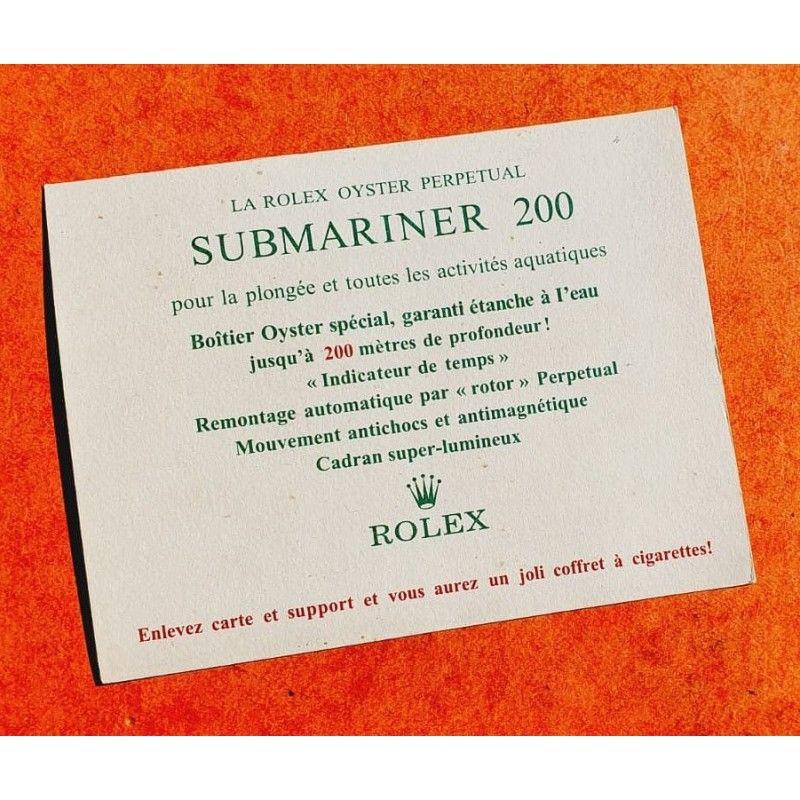 LA ROLEX OYSTER PERPETUAL
SUBMARINER 200
pour la plongée et toutes les activités aquatiques
Boîtier Oyster spécial, garanti étanche à l'eau
jusqu'à 200 mètres de profondeur!
« Indicateur de temps »
Remontage automatique par « rotor » Perpetual
Mouvement antichocs et antimagnétique
Cadran super-lumineux
ROLEX
Enlevez carte et support et vous aurez un joli coffret à cigarettes!